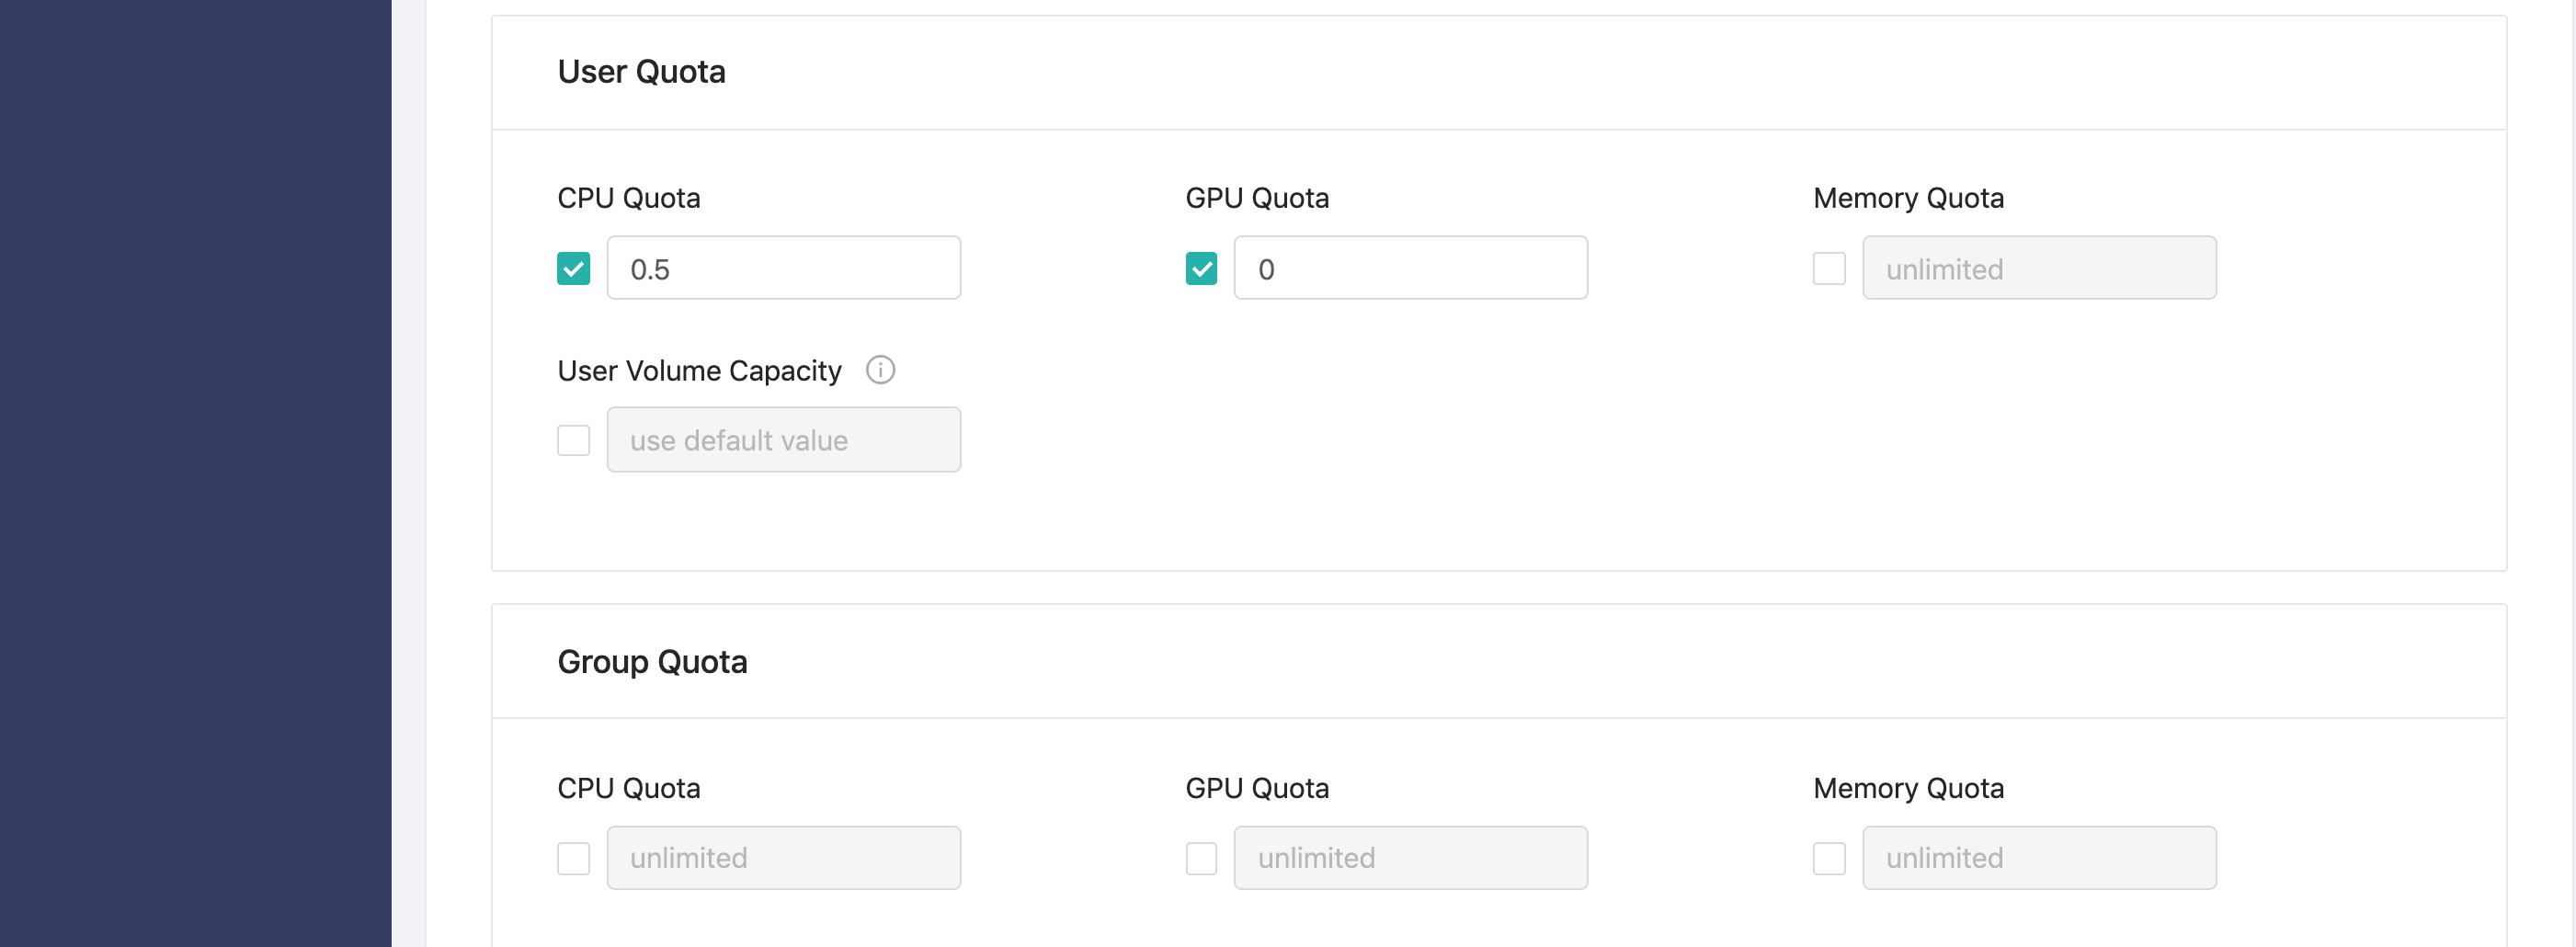 User Quota
CPU Quota
GPU Quota
Memory Quota
0.5
0
unlimited
User Volume Capacity
use default value
Group Quota
CPU Quota
GPU Quota
Memory Quota
unlimited
unlimited
unlimited